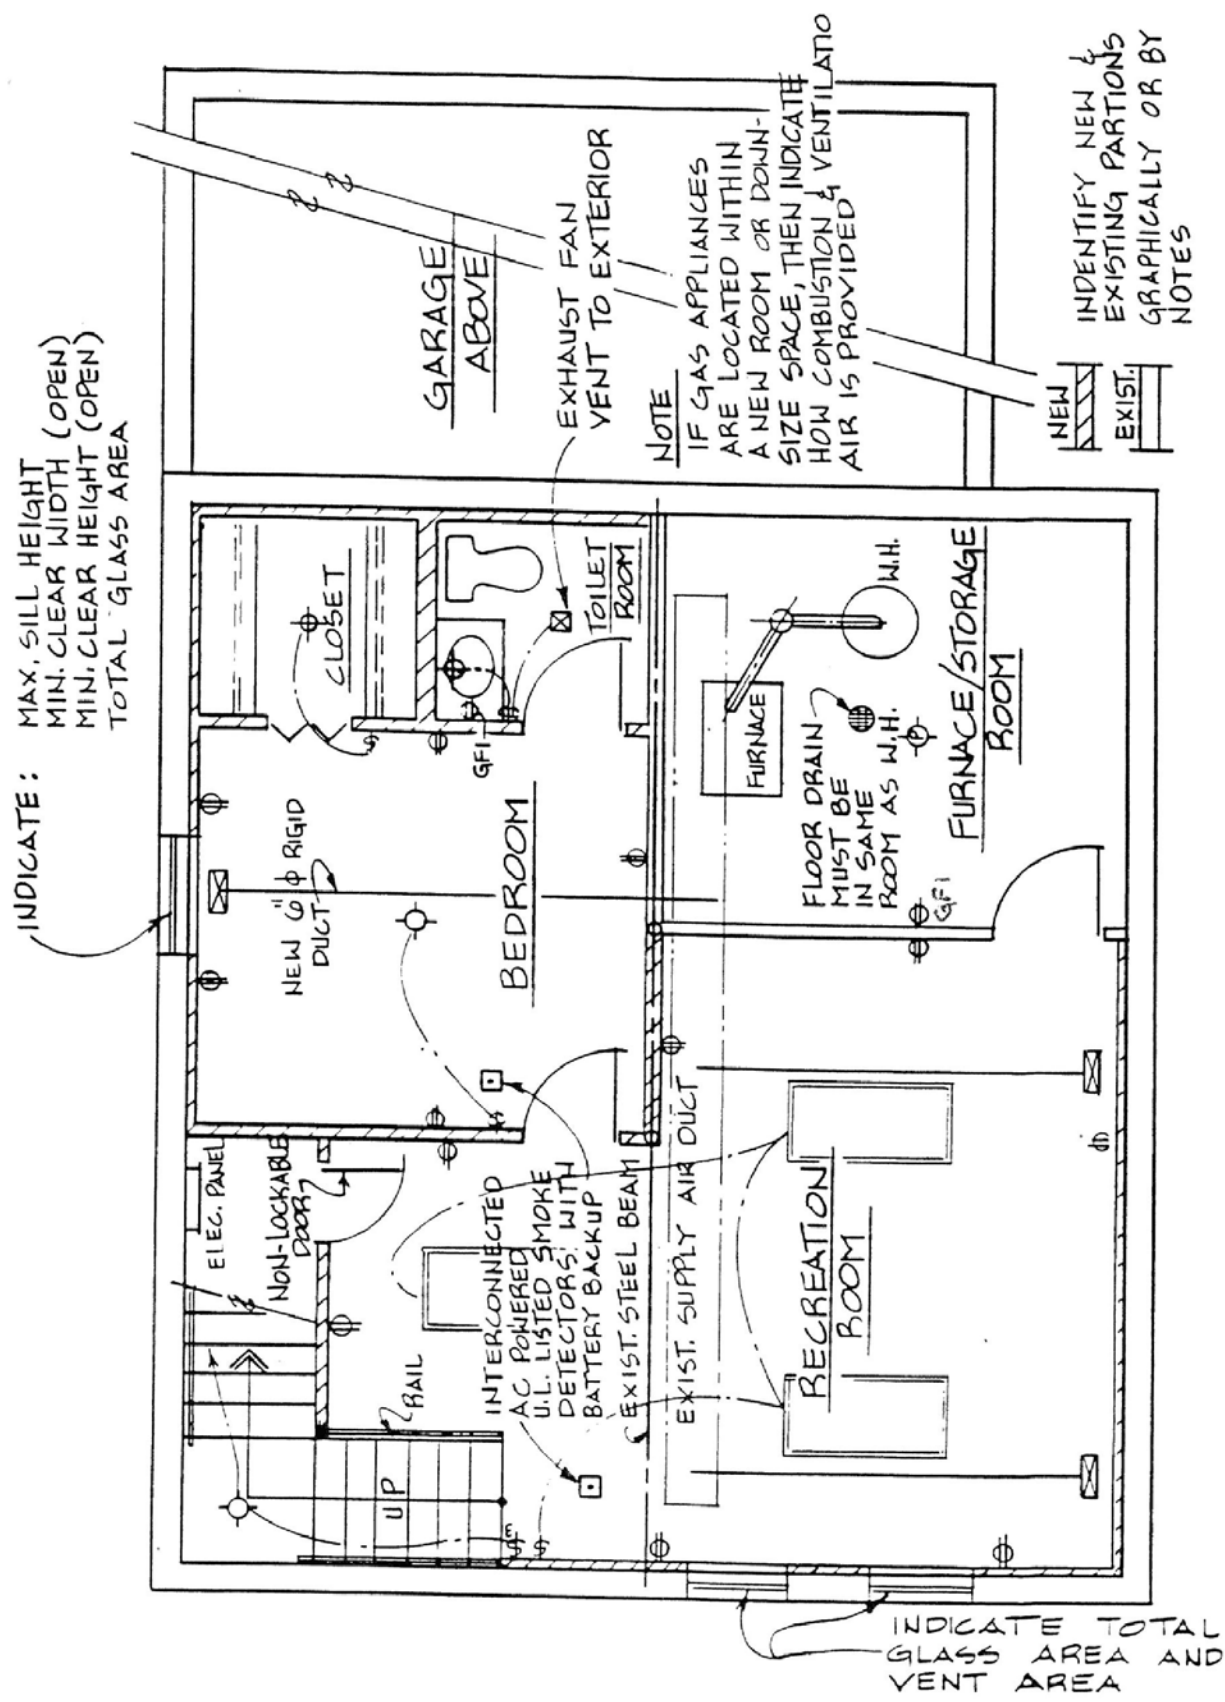 INDICATE:
MAX. SILL HEIGHT
MIN. CLEAR WIDTH (OPEN)
MIN. CLEAR HEIGHT (OPEN)
TOTAL GLASS AREA
GARAGE
ABOVE
EXHAUST FAN
VENT TO EXTERIOR
NOTE
IF GAS APPLIANCES
ARE LOCATED WITHIN
A NEW ROOM OR DOWN-
SIZE SPACE, THEN INDICATE
HOW COMBUSTION & VENTILATIO
AIR IS PROVIDED
NEW
EXIST.
INDENTIFY NEW &
EXISTING PARTIONS
GRAPHICALLY OR BY
NOTES
CLOSET
TOILET
ROOM
GFI
NEW 6" φ RIGID
DUCT
BEDROOM
ELEC. PANEL
NON-LOCKABLE
DOOR
RAIL
UP
INTERCONNECTED
AC POWERED
U.L. LISTED SMOKE
DETECTORS WITH
BATTERY BACKUP
EXIST. STEEL BEAM
EXIST. SUPPLY AIR DUCT
RECREATION
ROOM
FURNACE
W.H.
FLOOR DRAIN
MUST BE
IN SAME
ROOM AS W.H.
GFI
FURNACE/STORAGE
ROOM
INDICATE TOTAL
GLASS AREA AND
VENT AREA